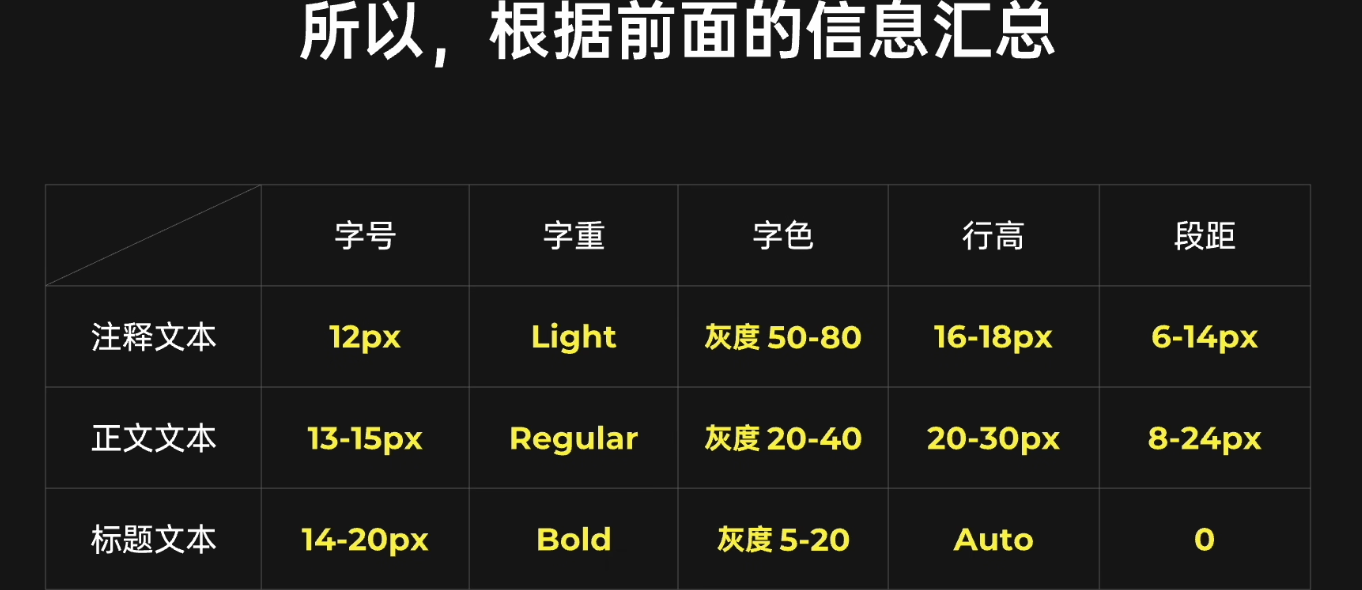 所以，根据前面的信息汇总
字号 字重 字色 行高 段距
注释文本 12px Light 灰度 50-80 16-18px 6-14px
正文文本 13-15px Regular 灰度 20-40 20-30px 8-24px
标题文本 14-20px Bold 灰度 5-20 Auto 0